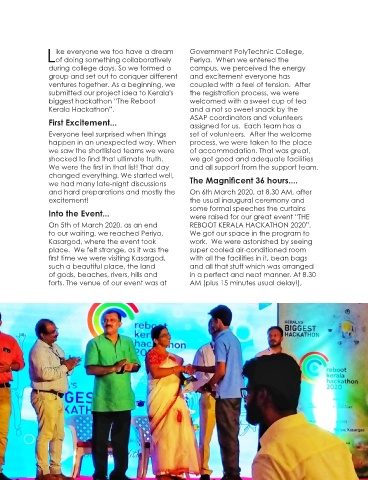 Like everyone we too have a dream
of doing something collaboratively
during college days. So we formed a
group and set out to conquer different
ventures together. As a beginning, we
submitted our project idea to Kerala's
biggest hackathon "The Reboot
Kerala Hackathon".
First Excitement...
Everyone feel surprised when things
happen in an unexpected way. When
we saw the shortlisted teams we were
shocked to find that ultimate truth.
We were the first in that list! That day
changed everything. We started well,
we had many late-night discussions
and hard preparations and mostly the
excitement!
Into the Event...
On 5th of March 2020, as an end
to our waiting, we reached Periya,
Kasargod, where the event took
place. We felt strange, as it was the
first time we were visiting Kasargod,
such a beautiful place, the land
of gods, beaches, rivers, hills and
forts. The venue of our event was at
Government PolyTechnic College,
Periya. When we entered the
campus, we perceived the energy
and excitement everyone has
coupled with a feel of tension. After
the registration process, we were
welcomed with a sweet cup of tea
and a not so sweet snack by the
ASAP coordinators and volunteers
assigned for us. Each team has a
set of volunteers. After the welcome
process, we were taken to the place
of accommodation. That was great,
we got good and adequate facilities
and all support from the support team.
The Magnificent 36 hours....
On 6th March 2020, at 8.30 AM, after
the usual inaugural ceremony and
some formal speeches the curtains
were raised for our great event "THE
REBOOT KERALA HACKATHON 2020".
We got our space in the program to
work. We were astonished by seeing
super cooled air-conditioned room
with all the facilities in it, bean bags
and all that stuff which was arranged
in a perfect and neat manner. At 8.30
AM (plus 15 minutes usual delay!),
reboot
kerala
hackathon
2020
KERALA'S
BIGGEST
HACKATHON
reboot
kerala
hackathon
2020